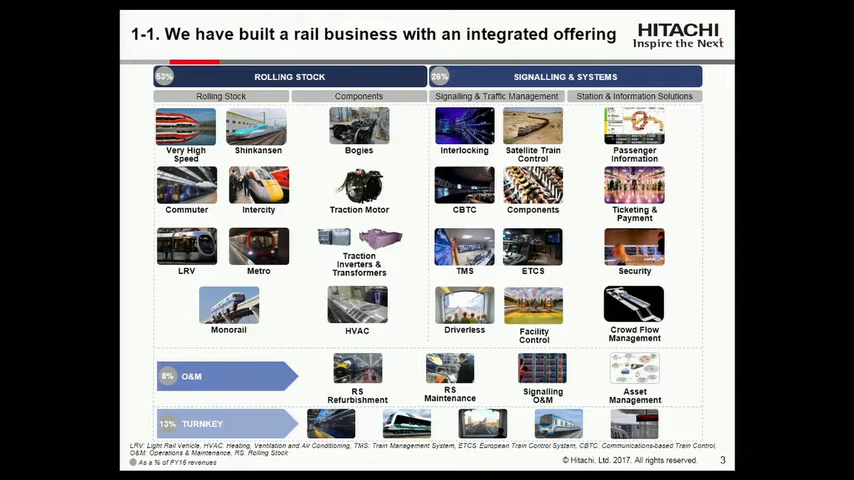 1-1. We have built a rail business with an integrated offering
HITACHI
Inspire the Next
53%
ROLLING STOCK
26%
SIGNALLING & SYSTEMS
Rolling Stock
Components
Signalling & Traffic Management
Station & Information Solutions
Very High
Speed
Shinkansen
Bogies
Interlocking
Satellite Train
Control
Passenger
Information
Commuter
Intercity
Traction Motor
CBTC
Components
Ticketing &
Payment
LRV
Metro
Traction
Inverters &
Transformers
TMS
ETCS
Security
Monorail
HVAC
Driverless
Facility
Control
Crowd Flow
Management
8%
O&M
RS
Refurbishment
RS
Maintenance
Signalling
O&M
Asset
Management
13%
TURNKEY
LRV: Light Rail Vehicle, HVAC: Heating, Ventilation and Air Conditioning, TMS: Train Management System, ETCS: European Train Control System, CBTC: Communications-based Train Control,
O&M: Operations & Maintenance, RS: Rolling Stock
As a % of FY16 revenues
© Hitachi, Ltd. 2017. All rights reserved.
3